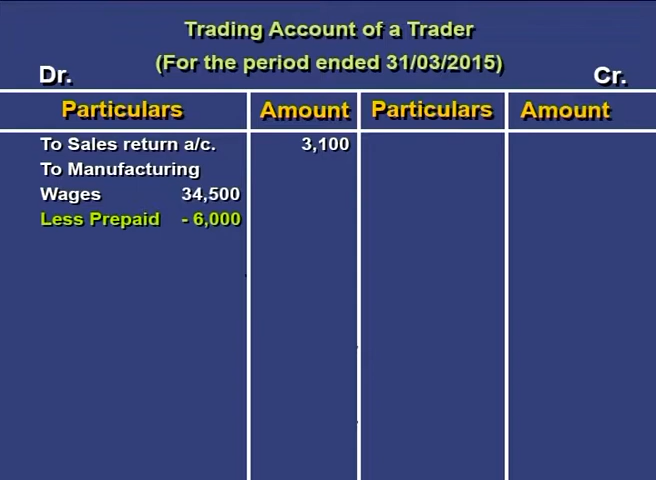 Trading Account of a Trader
(For the period ended 31/03/2015)
Dr.
Cr.
Particulars Amount Particulars Amount
To Sales return a/c. 3,100
To Manufacturing
Wages 34,500
Less Prepaid - 6,000